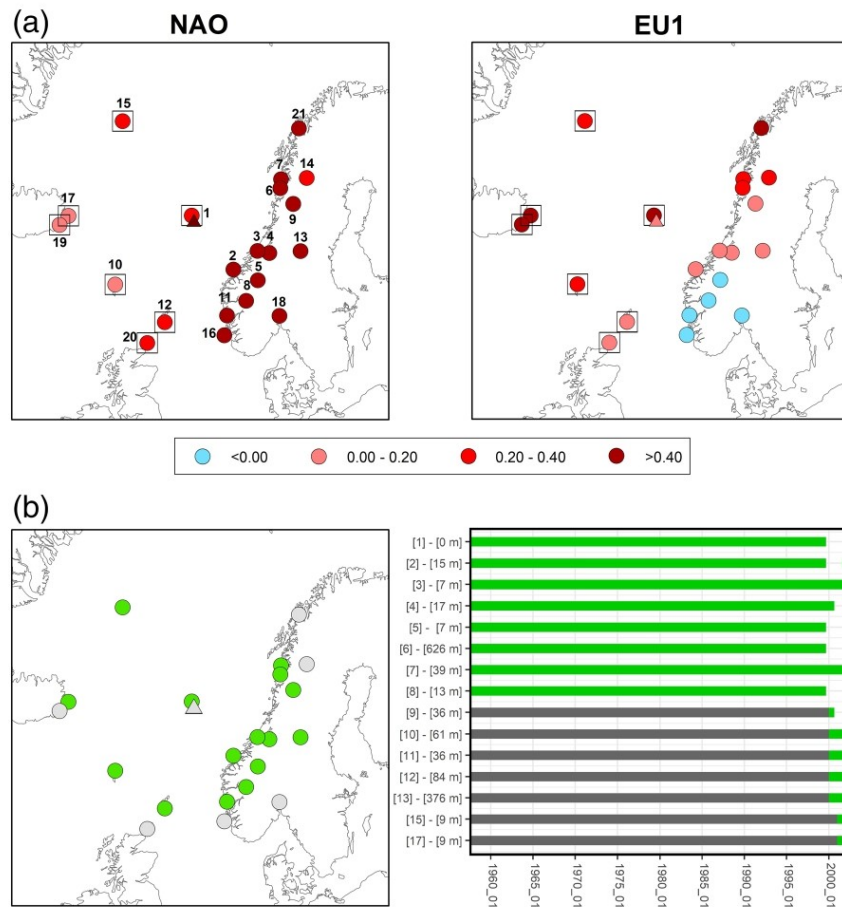 (a)
NAO
EU1
15
21
7
14
6
17
1
9
19
3
4
13
2
5
10
8
12
11
18
20
16
<0.00
0.00 - 0.20
0.20 - 0.40
>0.40
(b)
[1] - [0 m]
[2] - [15 m]
[3] - [7 m]
[4] - [17 m]
[5] - [7 m]
[6] - [626 m]
[7] - [39 m]
[8] - [13 m]
[9] - [36 m]
[10] - [61 m]
[11] - [36 m]
[12] - [84 m]
[13] - [376 m]
[15] - [9 m]
[17] - [9 m]
1960_01
1965_01
1970_01
1975_01
1980_01
1985_01
1990_01
1995_01
2000_01